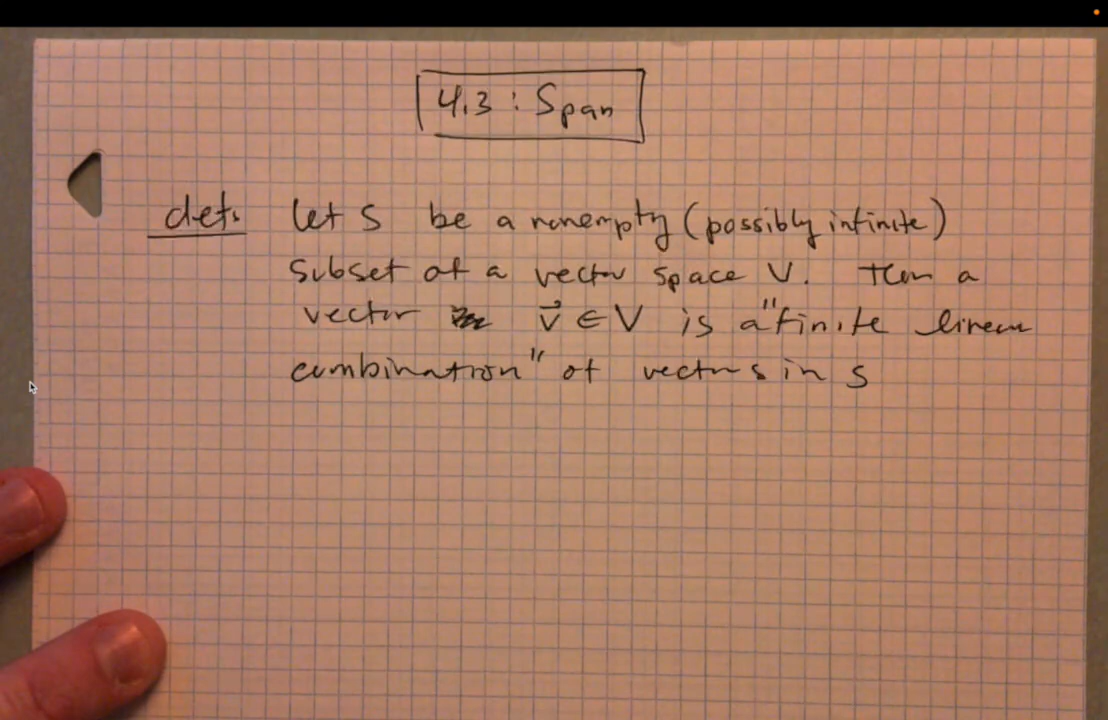 4.3 : Span
def. Let S be a nonempty (possibly infinite)
subset of a vector space V. Then a
vector v⃗ ∈ V is a "finite linear
combination" of vectors in S